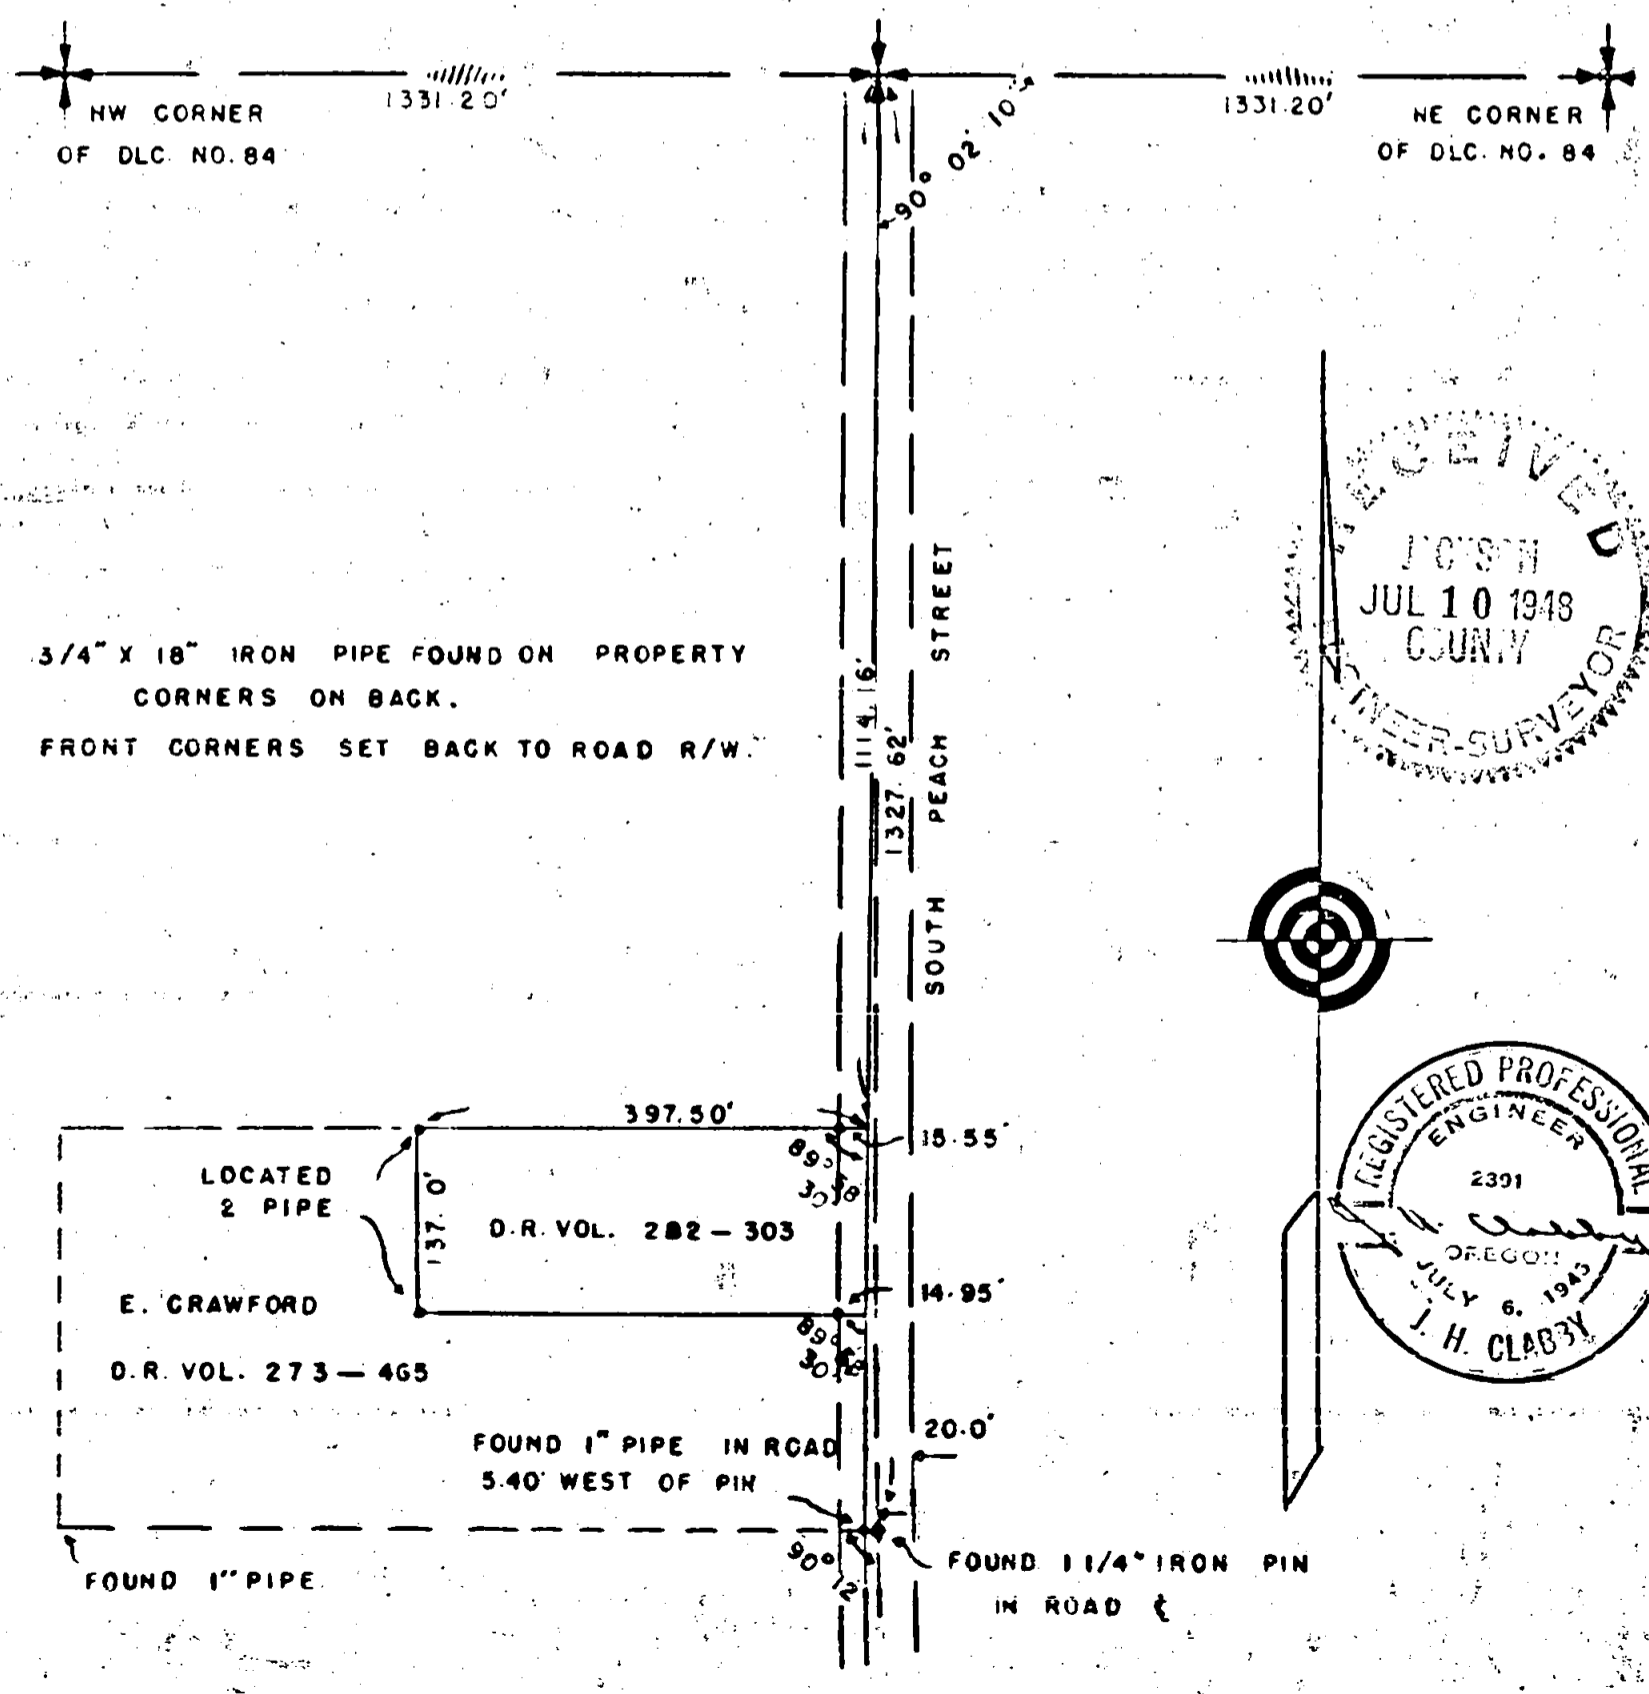 1331.20'
1331.20'
NW CORNER
OF DLC. NO. 84
NE CORNER
OF DLC. NO. 84
90° 02' 10"
3/4" X 18" IRON PIPE FOUND ON PROPERTY
CORNERS ON BACK.
FRONT CORNERS SET BACK TO ROAD R/W.
1114.16'
1327.62'
SOUTH PEACH STREET
RECEIVED
JUL 10 1948
COUNTY
ENGINEER-SURVEYOR
397.50'
15.55'
89°
LOCATED
2 PIPE
137.0'
D.R. VOL. 282 – 303
14.95'
89°
E. CRAWFORD
D.R. VOL. 273 – 465
20.0'
FOUND 1" PIPE IN ROAD
5.40' WEST OF PIN
90° 12'
FOUND 1" PIPE
FOUND 1 1/4" IRON PIN
IN ROAD ℄
REGISTERED PROFESSIONAL
ENGINEER
2391
OREGON
JULY 6, 1945
J. H. CLABBY